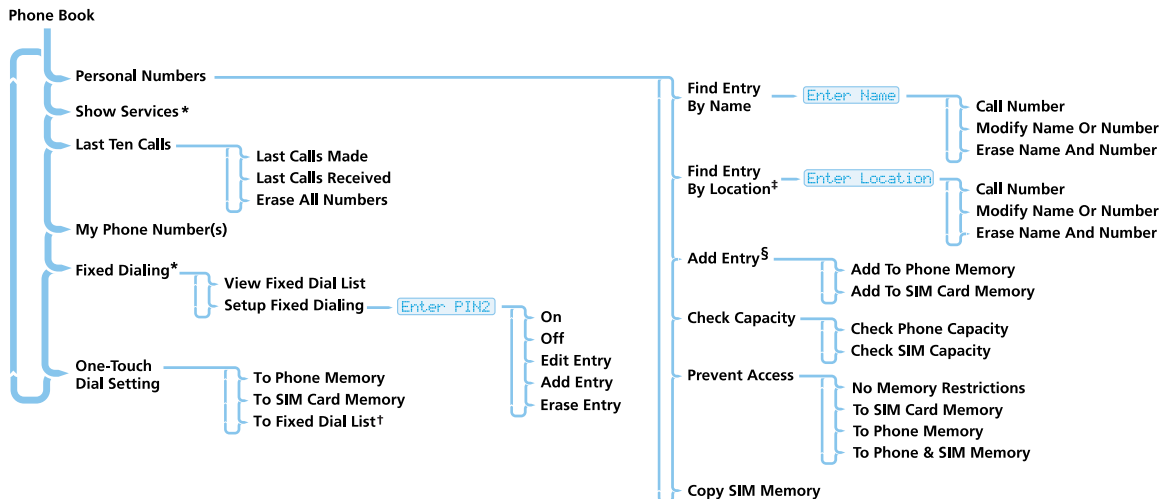 Phone Book
Personal Numbers
Show Services*
Last Ten Calls
Last Calls Made
Last Calls Received
Erase All Numbers
My Phone Number(s)
Fixed Dialing*
View Fixed Dial List
Setup Fixed Dialing
Enter PIN2
On
Off
Edit Entry
Add Entry
Erase Entry
One-Touch
Dial Setting
To Phone Memory
To SIM Card Memory
To Fixed Dial List†
Find Entry
By Name
Enter Name
Call Number
Modify Name Or Number
Erase Name And Number
Find Entry
By Location‡
Enter Location
Call Number
Modify Name Or Number
Erase Name And Number
Add Entry§
Add To Phone Memory
Add To SIM Card Memory
Check Capacity
Check Phone Capacity
Check SIM Capacity
Prevent Access
No Memory Restrictions
To SIM Card Memory
To Phone Memory
To Phone & SIM Memory
Copy SIM Memory